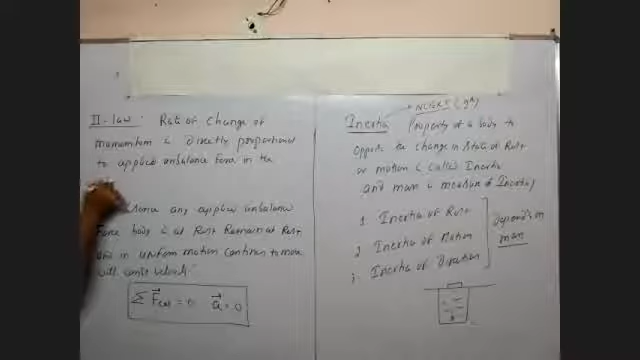 II - law : Rate of Change of
momentum is directly proportional
to applied unbalance Force in the
any applied unbalance
Force body is at Rest Remain at Rest
and in uniform motion continues to move
will const velocity
Σ F⃗ext = 0 a⃗ = 0
NCERT (9th)
Inertia Property of a body to
oppose the change in State of Rest
or motion is called Inertia
and mass is measure of Inertia
1 Inertia of Rest
2 Inertia of Motion
3 Inertia of Direction
Depends on
mass